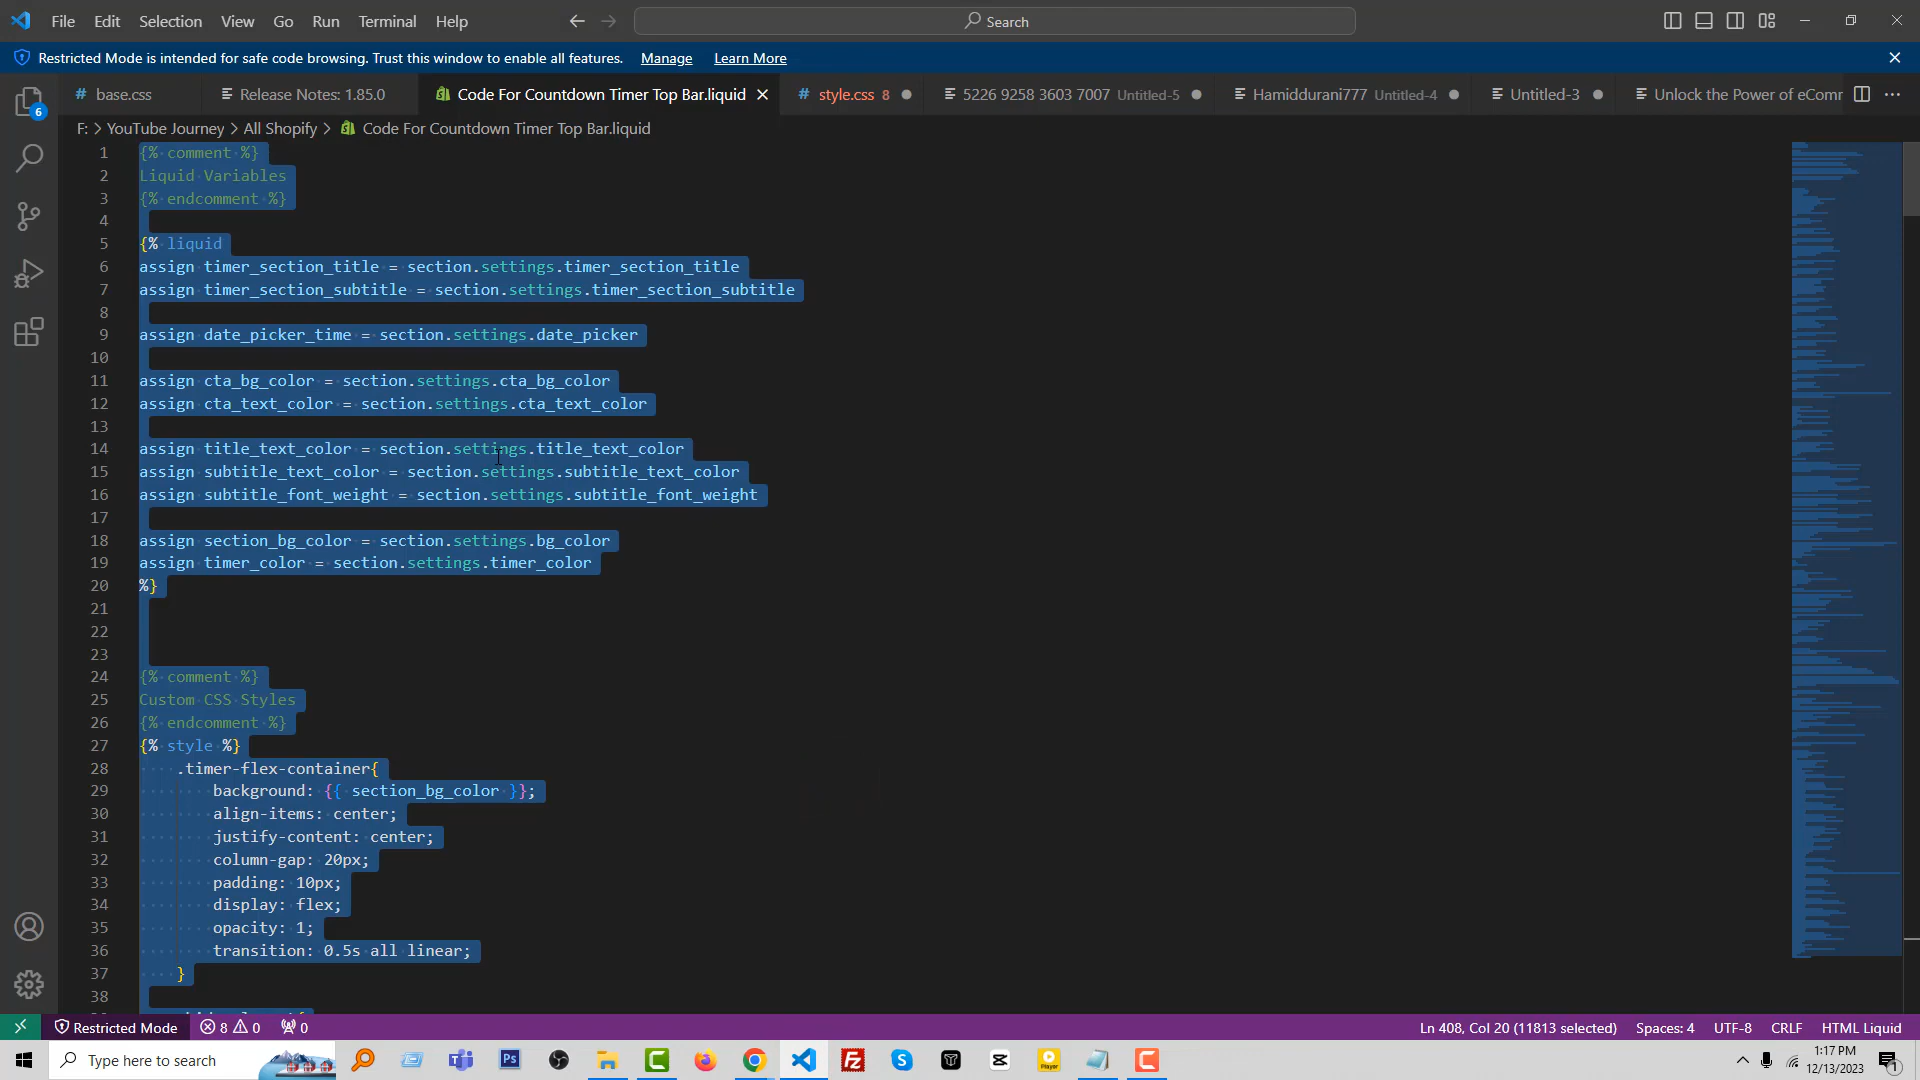 File Edit Selection View Go Run Terminal Help
Search
Restricted Mode is intended for safe code browsing. Trust this window to enable all features. Manage Learn More
# base.css
Release Notes: 1.85.0
Code For Countdown Timer Top Bar.liquid
# style.css 8
5226 9258 3603 7007 Untitled-5
Hamiddurani777 Untitled-4
Untitled-3
Unlock the Power of eComr
6
F: > YouTube Journey > All Shopify > Code For Countdown Timer Top Bar.liquid
1 {% comment %}
2 Liquid Variables
3 {% endcomment %}
4
5 {% liquid
6 assign timer_section_title = section.settings.timer_section_title
7 assign timer_section_subtitle = section.settings.timer_section_subtitle
8
9 assign date_picker_time = section.settings.date_picker
10
11 assign cta_bg_color = section.settings.cta_bg_color
12 assign cta_text_color = section.settings.cta_text_color
13
14 assign title_text_color = section.settings.title_text_color
15 assign subtitle_text_color = section.settings.subtitle_text_color
16 assign subtitle_font_weight = section.settings.subtitle_font_weight
17
18 assign section_bg_color = section.settings.bg_color
19 assign timer_color = section.settings.timer_color
20 %}
21
22
23
24 {% comment %}
25 Custom CSS Styles
26 {% endcomment %}
27 {% style %}
28 .timer-flex-container{
29 background: {{ section_bg_color }};
30 align-items: center;
31 justify-content: center;
32 column-gap: 20px;
33 padding: 10px;
34 display: flex;
35 opacity: 1;
36 transition: 0.5s all linear;
37 }
38
Restricted Mode 8 0 0
Ln 408, Col 20 (11813 selected) Spaces: 4 UTF-8 CRLF HTML Liquid
Type here to search
Ps
Player
1:17 PM
12/13/2023
1